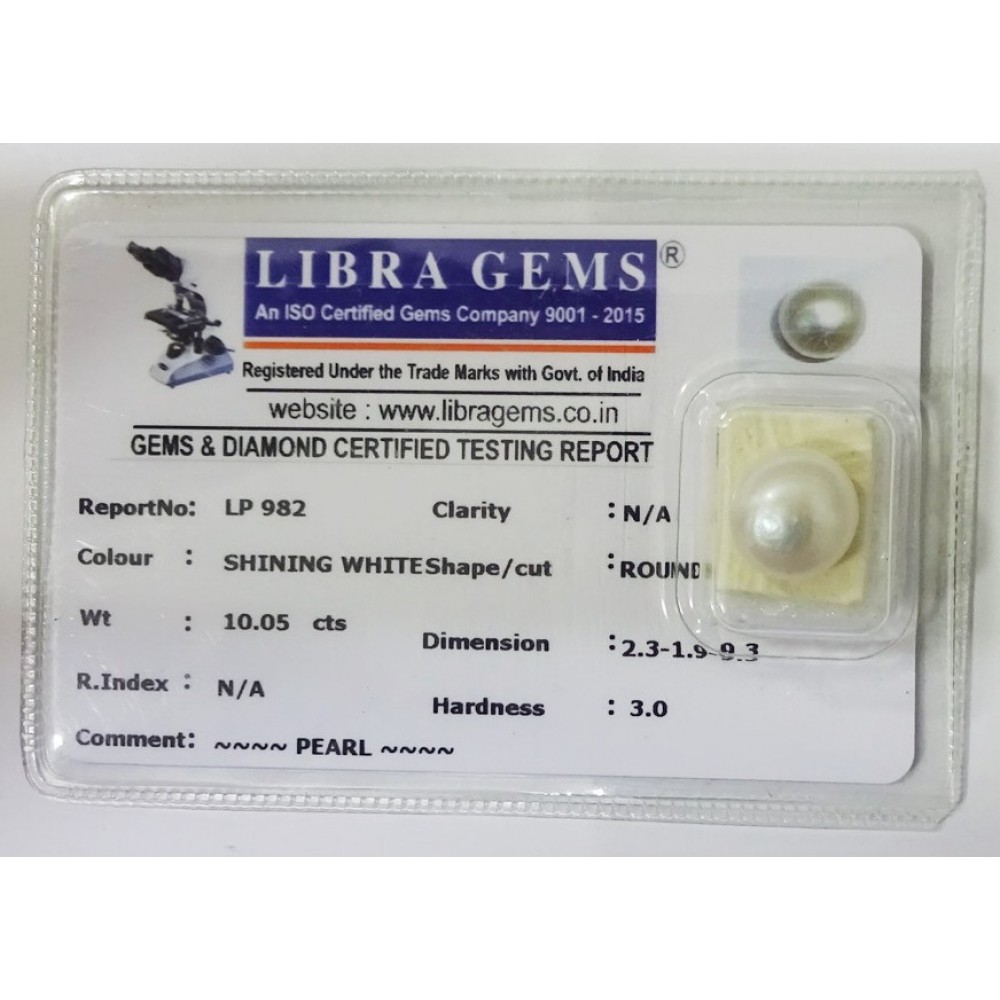 LIBRA GEMS ®
An ISO Certified Gems Company 9001 - 2015
Registered Under the Trade Marks with Govt. of India
website : www.libragems.co.in
GEMS & DIAMOND CERTIFIED TESTING REPORT
ReportNo: LP 982 Clarity : N/A
Colour : SHINING WHITE Shape/cut : ROUND
Wt : 10.05 cts Dimension : 2.3-1.9-9.3
R.Index : N/A Hardness : 3.0
Comment: ~~~~ PEARL ~~~~